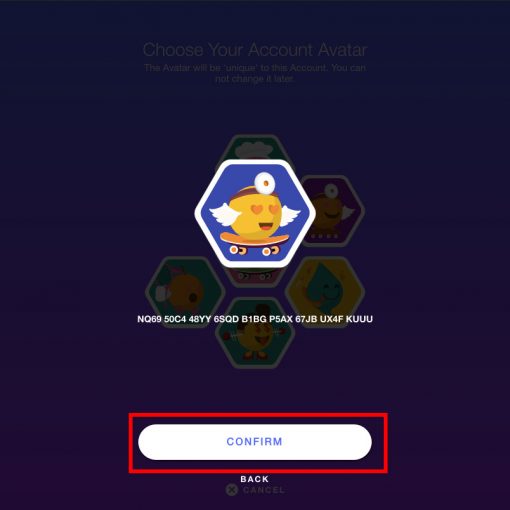 Choose Your Account Avatar
The Avatar will be 'unique' to this Account. You can
not change it later.
NQ69 50C4 48YY 6SQD B1BG P5AX 67JB UX4F KUUU
CONFIRM
BACK
CANCEL